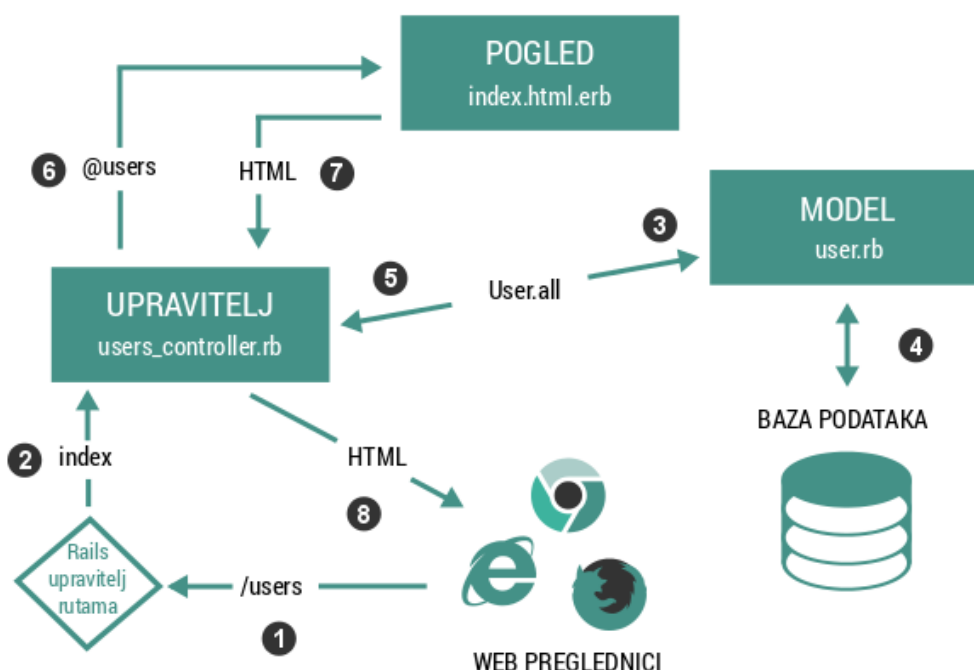 POGLED
index.html.erb
6 @users
HTML 7
MODEL
user.rb
3
5
User.all
UPRAVITELJ
users_controller.rb
4
BAZA PODATAKA
2 index
HTML
8
Rails
upravitelj
rutama
/users
1
WEB PREGLEDNICI